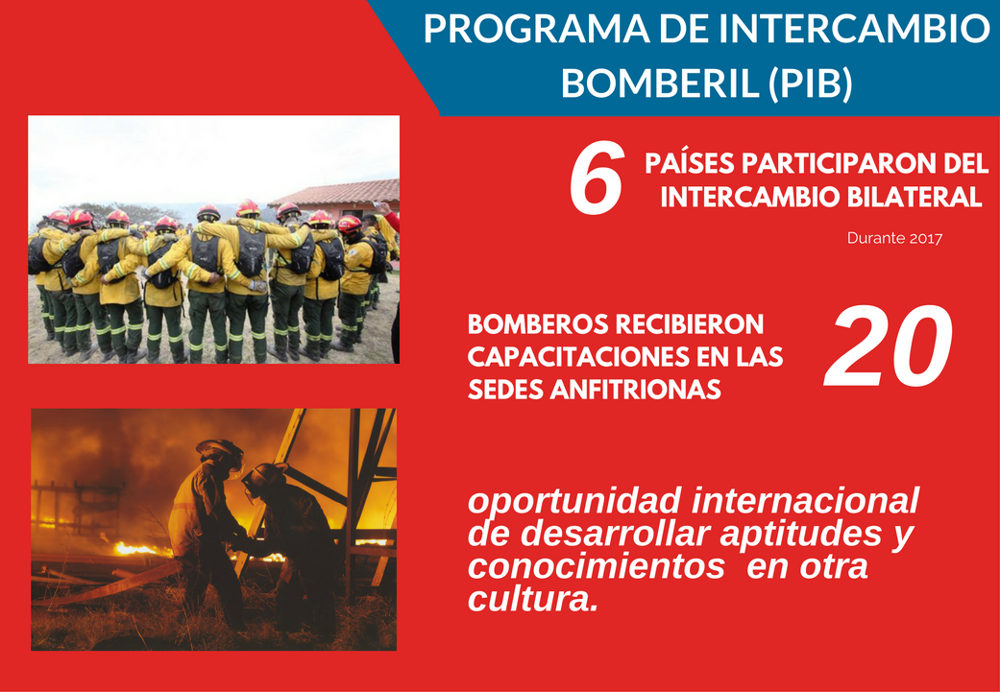 PROGRAMA DE INTERCAMBIO
BOMBERIL (PIB)
6
PAÍSES PARTICIPARON DEL
INTERCAMBIO BILATERAL
Durante 2017
BOMBEROS RECIBIERON
CAPACITACIONES EN LAS
SEDES ANFITRIONAS
20
oportunidad internacional
de desarrollar aptitudes y
conocimientos en otra
cultura.